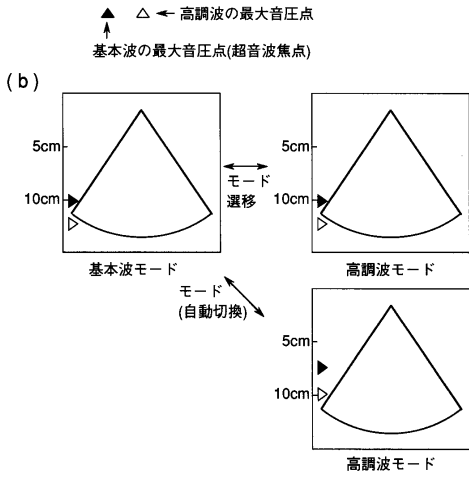 ▲ △ ← 高調波の最大音圧点
基本波の最大音圧点(超音波焦点)
(b)
5cm
10cm
基本波モード
モード
遷移
5cm
10cm
高調波モード
モード
(自動切換)
5cm
10cm
高調波モード